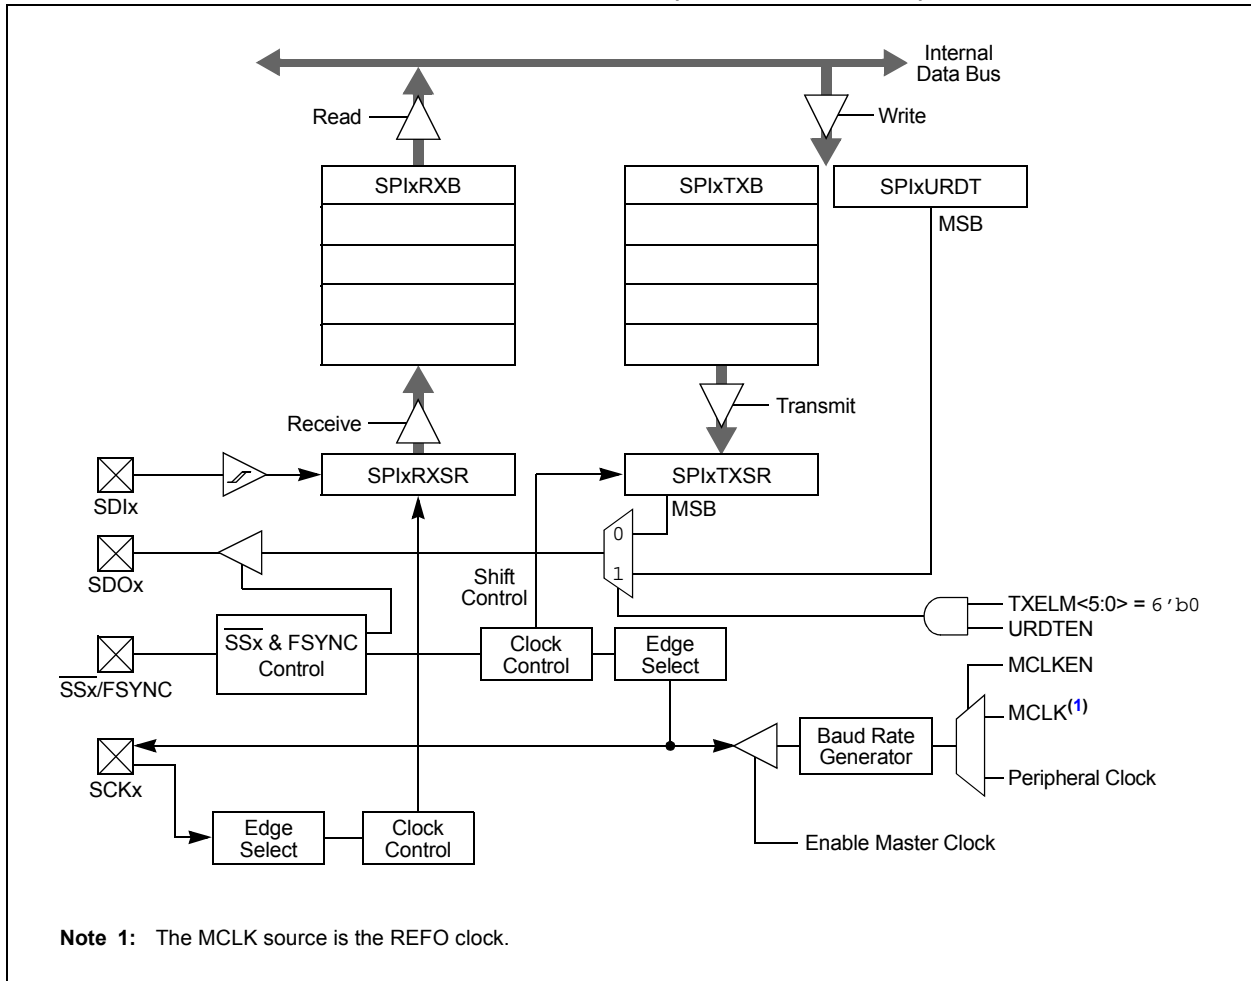 Internal
Data Bus
Read
Write
SPIxRXB
SPIxTXB
SPIxURDT
MSB
Transmit
Receive
SPIxRXSR
SPIxTXSR
SDIx
MSB
0
SDOx
1
Shift
Control
TXELM<5:0> = 6'b0
URDTEN
SSx & FSYNC
Control
Clock
Control
Edge
Select
SSx/FSYNC
MCLKEN
MCLK(1)
Baud Rate
Generator
SCKx
Peripheral Clock
Edge
Select
Clock
Control
Enable Master Clock
Note 1: The MCLK source is the REFO clock.